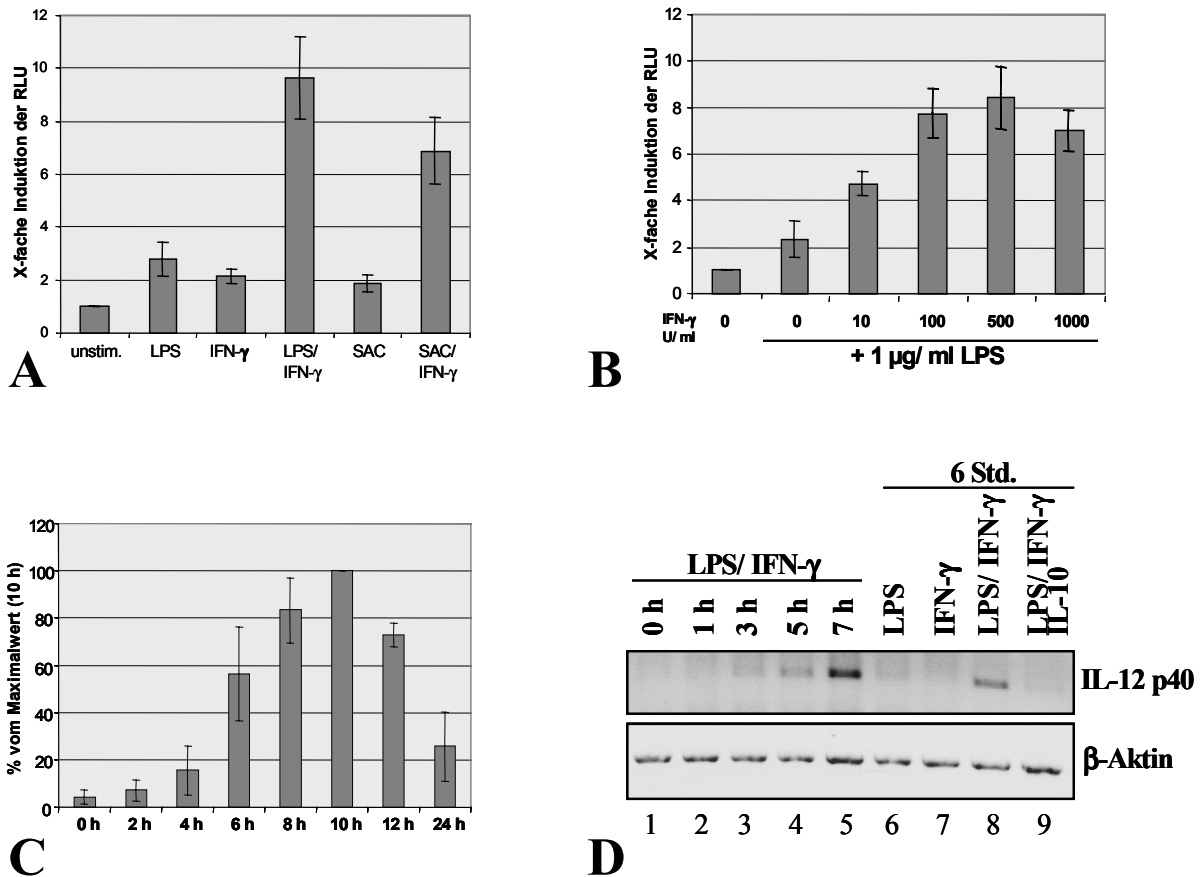 12
10
8
6
4
2
0
X-fache Induktion der RLU
unstim.
LPS
IFN-γ
LPS/
IFN-γ
SAC
SAC/
IFN-γ
A
12
10
8
6
4
2
0
X-fache Induktion der RLU
IFN-γ
U/ ml
0 0 10 100 500 1000
+ 1 µg/ ml LPS
B
120
100
80
60
40
20
0
% vom Maximalwert (10 h)
0 h 2 h 4 h 6 h 8 h 10 h 12 h 24 h
C
6 Std.
LPS/ IFN-γ
0 h
1 h
3 h
5 h
7 h
LPS
IFN-γ
LPS/ IFN-γ
LPS/ IFN-γ
IL-10
IL-12 p40
β-Aktin
1 2 3 4 5 6 7 8 9
D